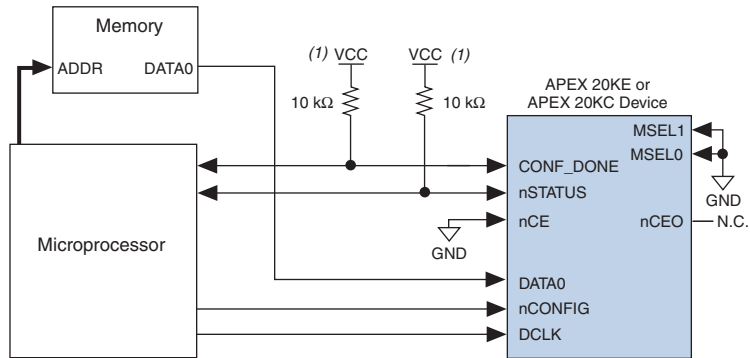 Memory
ADDR DATA0
(1) VCC
VCC (1)
10 kΩ
10 kΩ
APEX 20KE or
APEX 20KC Device
MSEL1
MSEL0
GND
CONF_DONE
nSTATUS
nCE
GND
nCEO N.C.
Microprocessor
DATA0
nCONFIG
DCLK